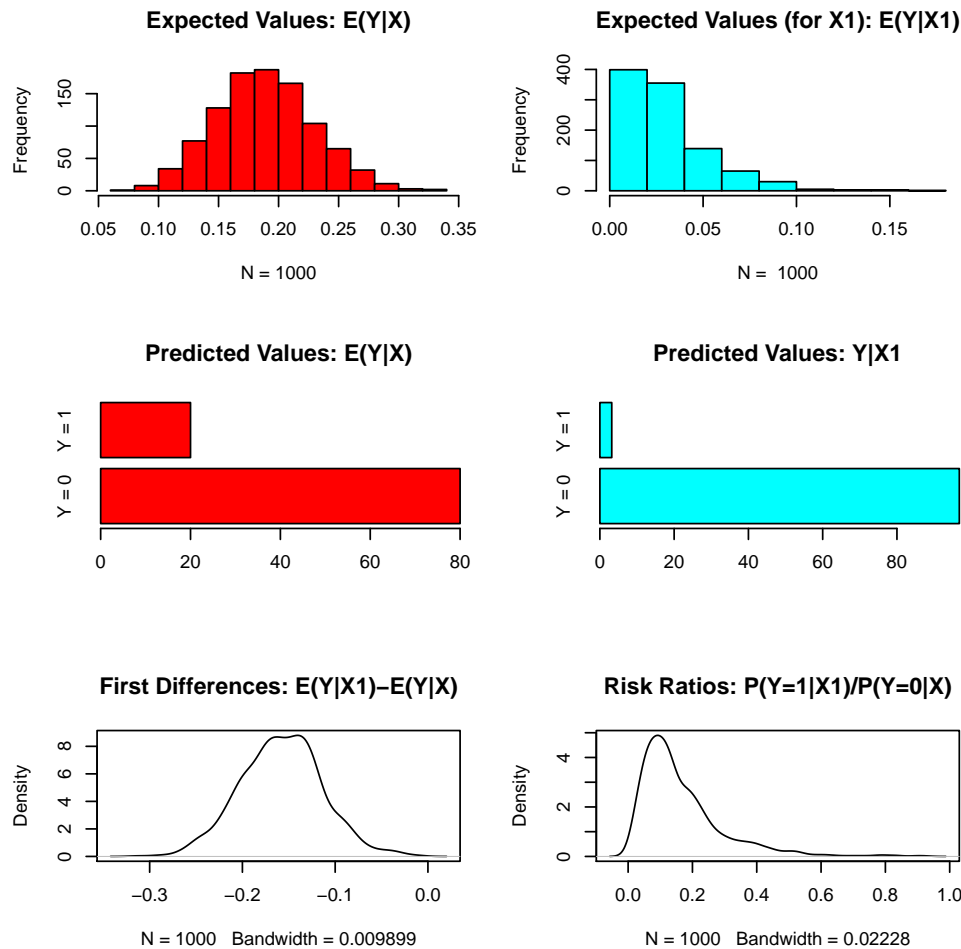 Expected Values: E(Y|X)
Frequency
0 50 150
0.05 0.10 0.15 0.20 0.25 0.30 0.35
N = 1000
Expected Values (for X1): E(Y|X1)
Frequency
0 200 400
0.00 0.05 0.10 0.15
N = 1000
Predicted Values: E(Y|X)
Y = 1
Y = 0
0 20 40 60 80
Predicted Values: Y|X1
Y = 1
Y = 0
0 20 40 60 80
First Differences: E(Y|X1)−E(Y|X)
Density
0 2 4 6 8
−0.3 −0.2 −0.1 0.0
N = 1000 Bandwidth = 0.009899
Risk Ratios: P(Y=1|X1)/P(Y=0|X)
Density
0 2 4
0.0 0.2 0.4 0.6 0.8 1.0
N = 1000 Bandwidth = 0.02228